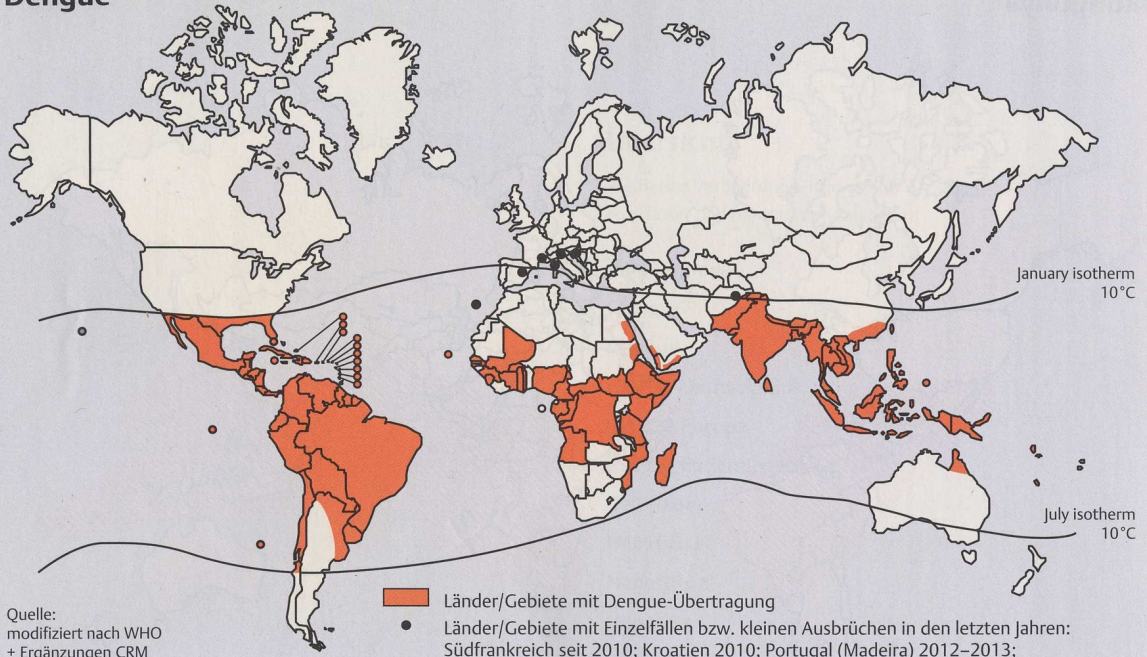 Dengue
January isotherm
10°C
July isotherm
10°C
Länder/Gebiete mit Dengue-Übertragung
Länder/Gebiete mit Einzelfällen bzw. kleinen Ausbrüchen in den letzten Jahren:
Südfrankreich seit 2010; Kroatien 2010; Portugal (Madeira) 2012–2013;
Quelle:
modifiziert nach WHO
+ Ergänzungen CRM